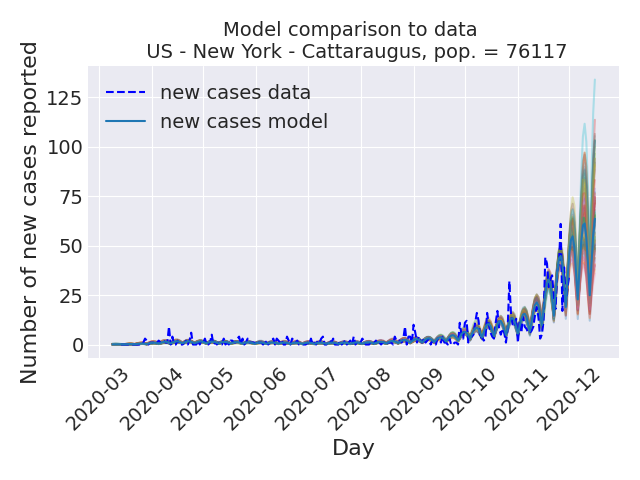 Model comparison to data
US - New York - Cattaraugus, pop. = 76117
Number of new cases reported
125
100
75
50
25
0
new cases data
new cases model
2020-03
2020-04
2020-05
2020-06
2020-07
2020-08
2020-09
2020-10
2020-11
2020-12
Day